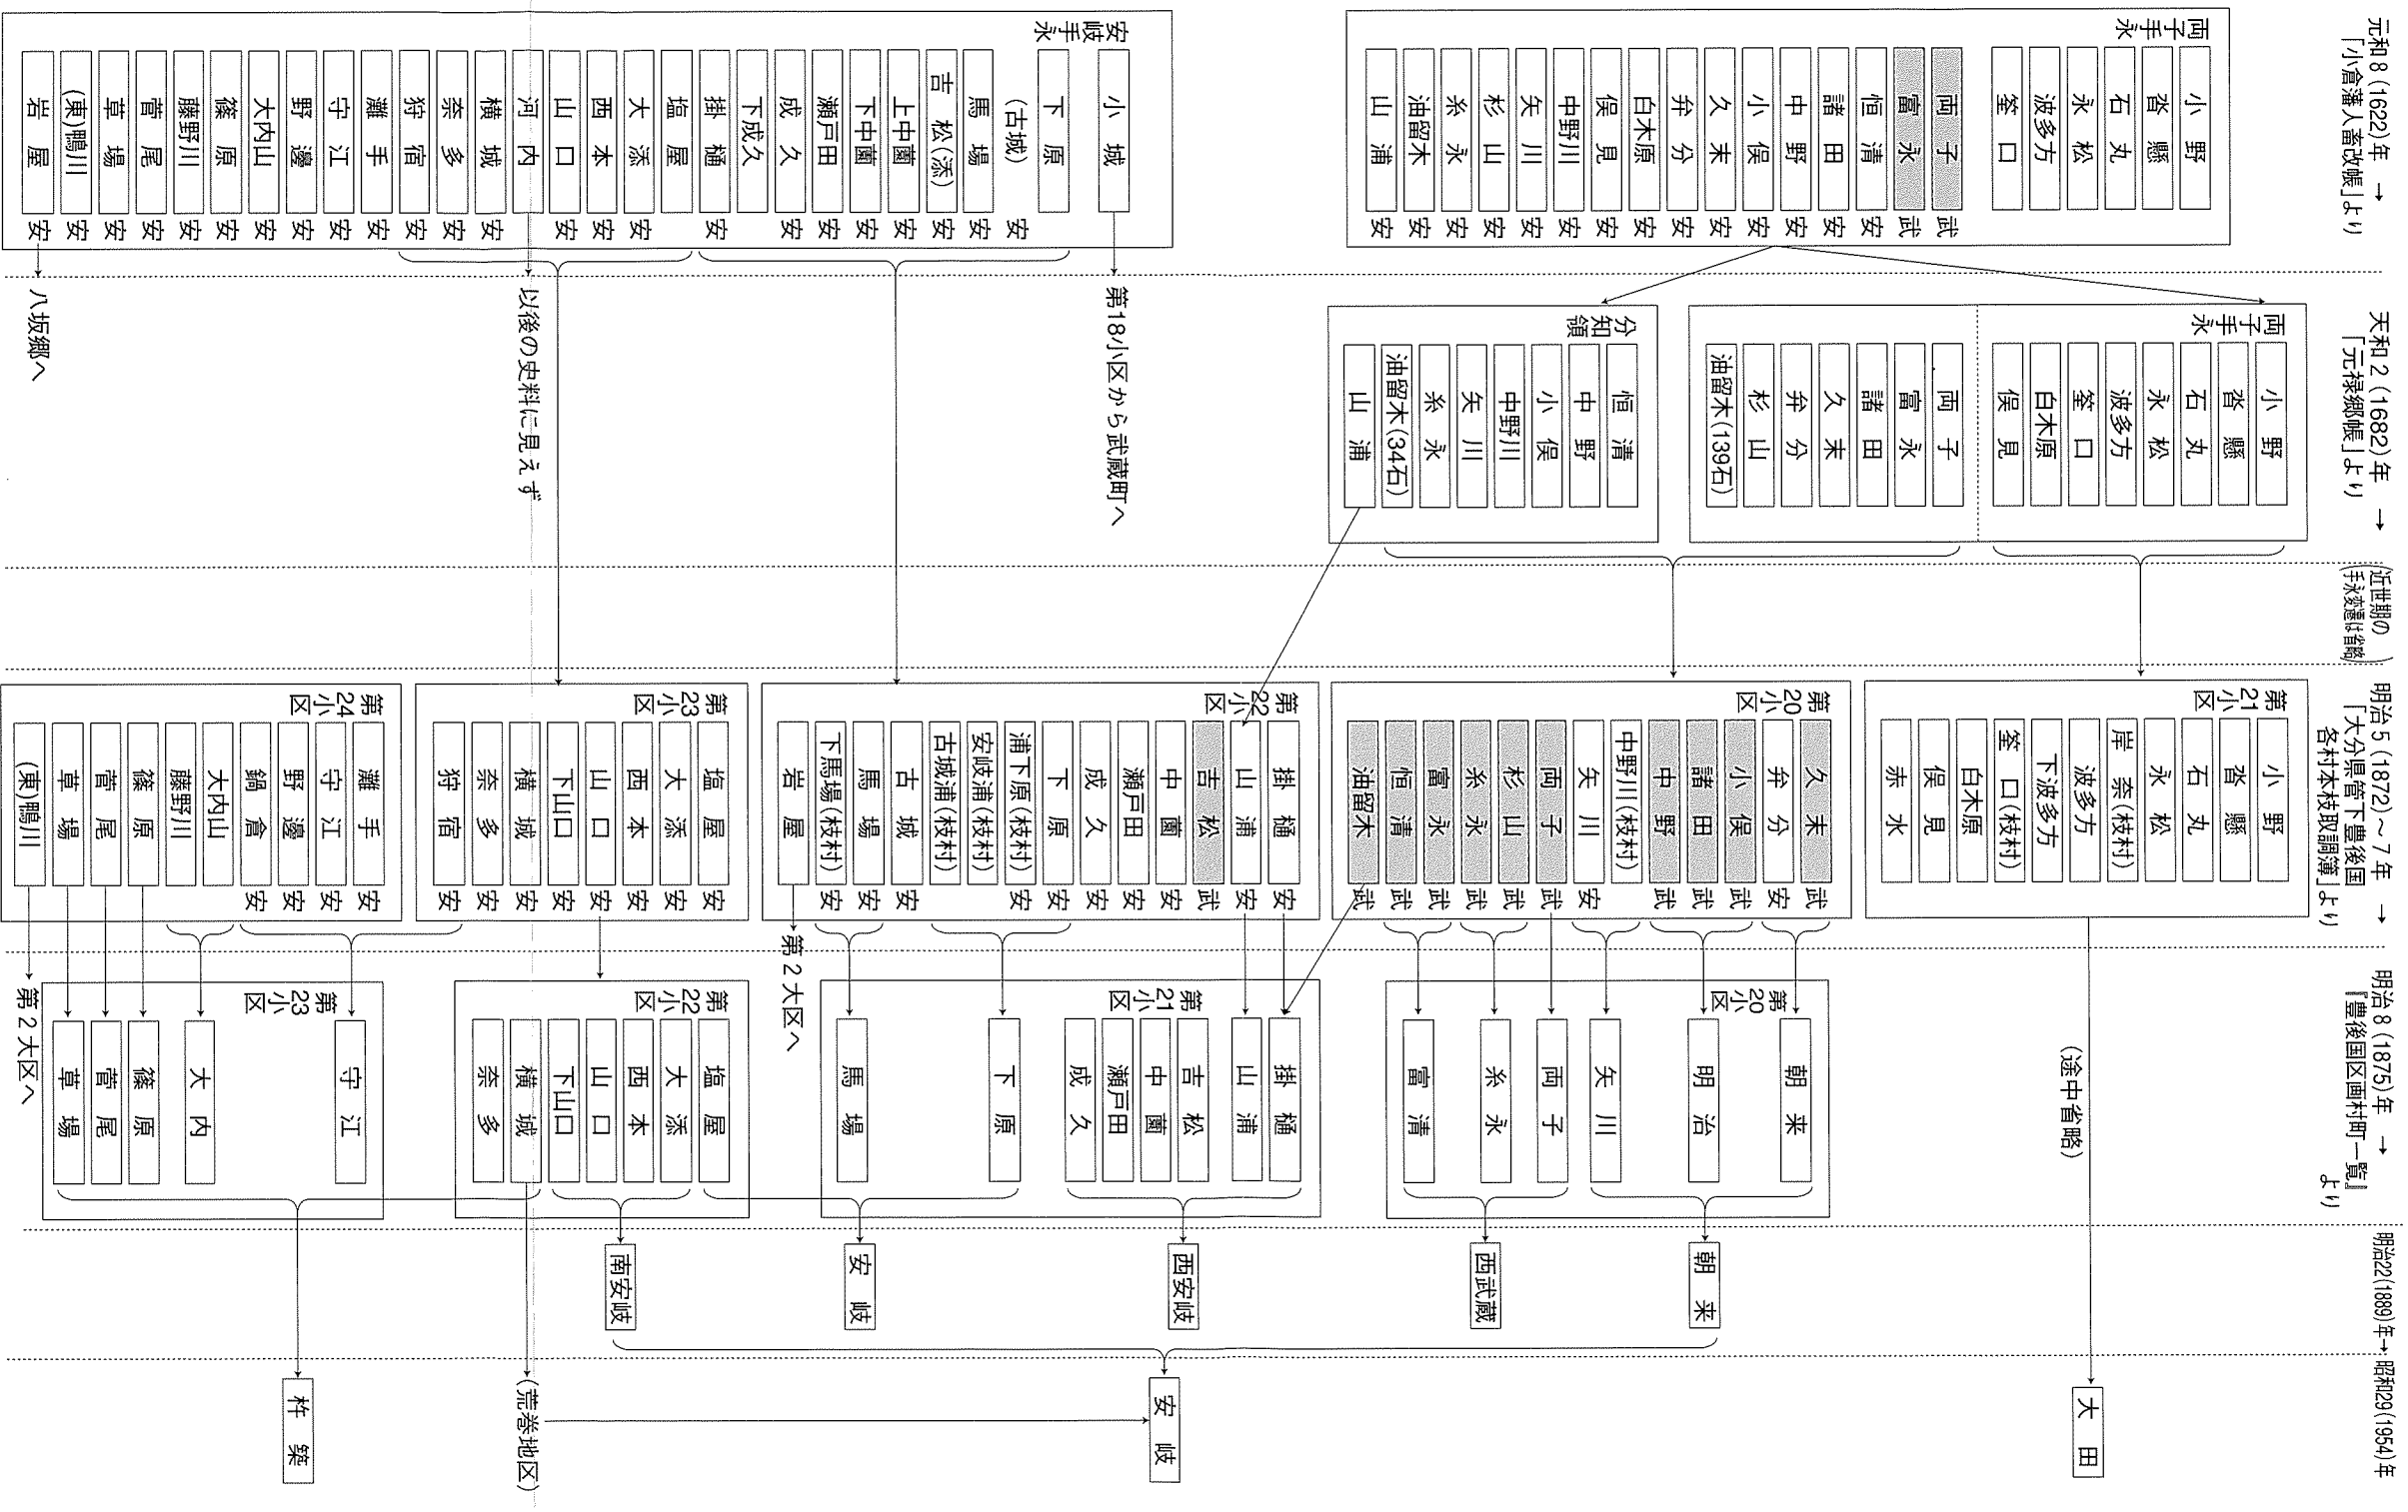 元和8(1622)年 →
「小倉藩人畜改帳」より
両子手永
小野
沓懸
石丸
永松
波多方
筌口
両子 武
富永 武
恒清 安
諸田 安
中野 安
小俣 安
久末 安
弁分 安
白木原 安
俣見 安
中野川 安
矢川 安
杉山 安
糸永 安
油留木 安
山浦 安
安岐手永
小城
下原
(古城) 安
馬場 安
吉松(添) 安
上中薗 安
下中薗 安
瀬戸田 安
成久 安
下成久
掛樋 安
塩屋
大添 安
西本 安
山口 安
河内
横城 安
奈多 安
狩宿 安
灘手 安
守江 安
野邊 安
大内山 安
篠原 安
藤野川 安
菅尾 安
草場 安
(東)鴨川 安
岩屋 安
天和2(1682)年 →
「元禄郷帳」より
両子手永
小野
沓懸
石丸
永松
波多方
筌口
白木原
俣見
両子
富永
諸田
久末
弁分
杉山
油留木(139石)
分知領
恒清
中野
小俣
中野川
矢川
糸永
油留木(34石)
山浦
第18小区から武蔵町へ
以後の史料に見えず
八坂郷へ
(近世期の
手永変遷は省略)
明治5(1872)～7年 →
「大分県管下豊後国
各村本枝取調簿」より
第21小区
小野
沓懸
石丸
永松
岸奈(枝村)
波多方
下波多方
筌口(枝村)
白木原
俣見
赤水
第20小区
久末 武
弁分 安
小俣 武
諸田 武
中野 武
中野川(枝村)
矢川 安
両子 武
杉山 武
糸永 武
富永 武
恒清 武
油留木 武
第22小区
掛樋 安
山浦 安
吉松 武
中薗 安
瀬戸田 安
成久 安
下原 安
浦下原(枝村) 安
安岐浦(枝村)
古城浦(枝村)
古城 安
馬場 安
下馬場(枝村) 安
岩屋
第23小区
塩屋 安
大添 安
西本 安
山口 安
下山口 安
横城 安
奈多 安
狩宿 安
第24小区
灘手 安
守江 安
野邊 安
鍋倉 安
大内山
藤野川
篠原
菅尾
草場
(東)鴨川
明治8(1875)年 →
『豊後国区画村町一覧』
より
(途中省略)
第20小区
朝来
明治
矢川
両子
糸永
富清
第21小区
掛樋
山浦
吉松
中薗
瀬戸田
成久
下原
馬場
第2大区へ
第22小区
塩屋
大添
西本
山口
下山口
横城
奈多
第23小区
守江
大内
篠原
菅尾
草場
第2大区へ
明治22(1889)年→
朝来
西武蔵
西安岐
安岐
南安岐
昭和29(1954)年
大田
安岐
(荒巻地区)
杵築